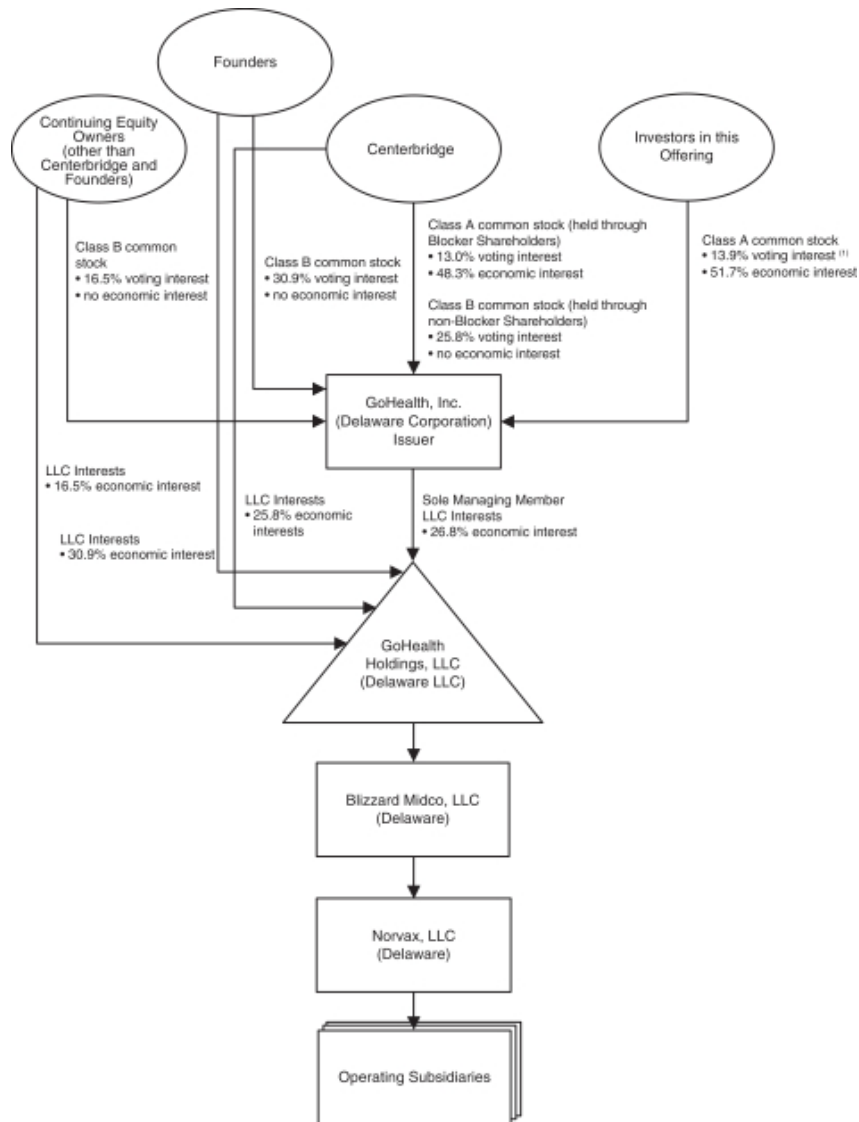 Founders
Continuing Equity
Owners
(other than
Centerbridge and
Founders)
Centerbridge
Investors in this
Offering
Class B common
stock
• 16.5% voting interest
• no economic interest
Class B common stock
• 30.9% voting interest
• no economic interest
Class A common stock (held through
Blocker Shareholders)
• 13.0% voting interest
• 48.3% economic interest
Class B common stock (held through
non-Blocker Shareholders)
• 25.8% voting interest
• no economic interest
Class A common stock
• 13.9% voting interest (1)
• 51.7% economic interest
GoHealth, Inc.
(Delaware Corporation)
Issuer
LLC Interests
• 16.5% economic interest
LLC Interests
• 30.9% economic interest
LLC Interests
• 25.8% economic
interests
Sole Managing Member
LLC Interests
• 26.8% economic interest
GoHealth
Holdings, LLC
(Delaware LLC)
Blizzard Midco, LLC
(Delaware)
Norvax, LLC
(Delaware)
Operating Subsidiaries